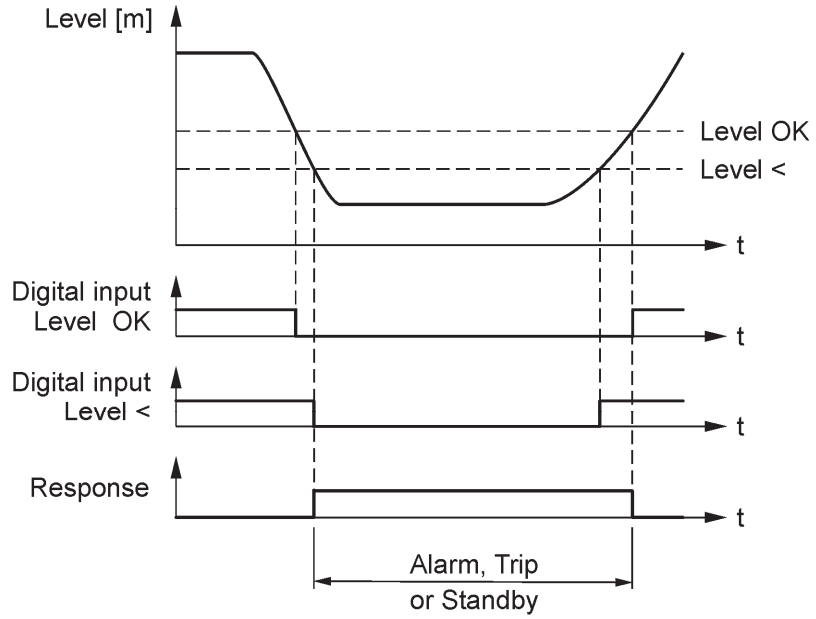 Level [m]
Level OK
Level <
t
Digital input
Level OK
t
Digital input
Level <
t
Response
t
Alarm, Trip
or Standby